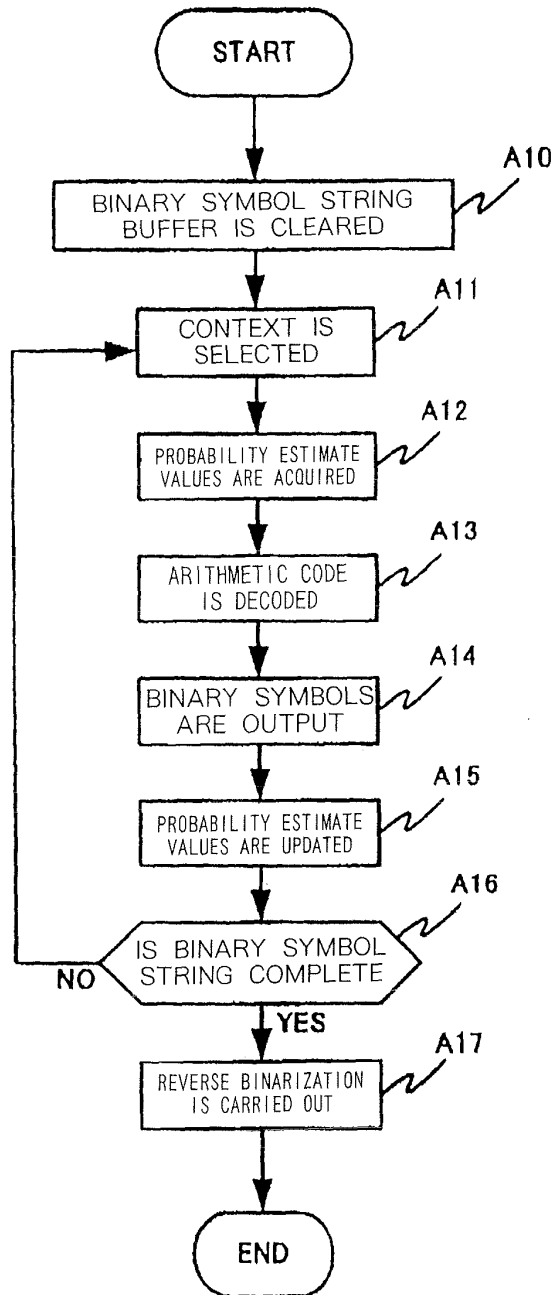 START
A10
BINARY SYMBOL STRING
BUFFER IS CLEARED
A11
CONTEXT IS
SELECTED
A12
PROBABILITY ESTIMATE
VALUES ARE ACQUIRED
A13
ARITHMETIC CODE
IS DECODED
A14
BINARY SYMBOLS
ARE OUTPUT
A15
PROBABILITY ESTIMATE
VALUES ARE UPDATED
A16
IS BINARY SYMBOL
STRING COMPLETE
NO
YES
A17
REVERSE BINARIZATION
IS CARRIED OUT
END